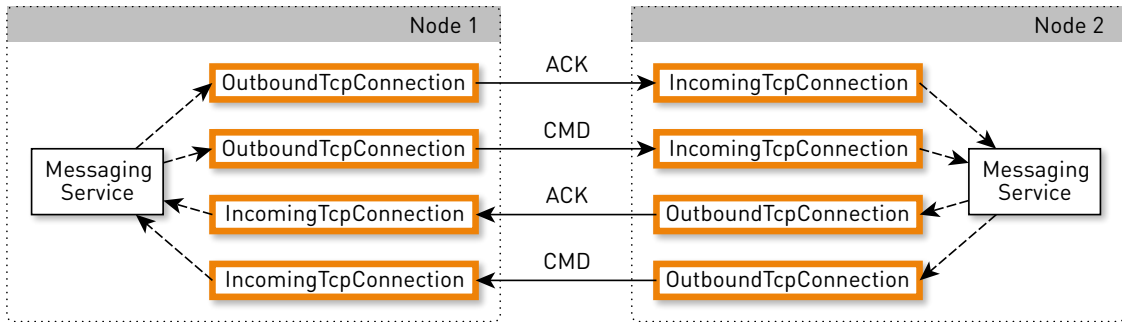 Node 1
Node 2
OutboundTcpConnection
ACK
IncomingTcpConnection
OutboundTcpConnection
CMD
IncomingTcpConnection
Messaging
Service
Messaging
Service
IncomingTcpConnection
ACK
OutboundTcpConnection
IncomingTcpConnection
CMD
OutboundTcpConnection